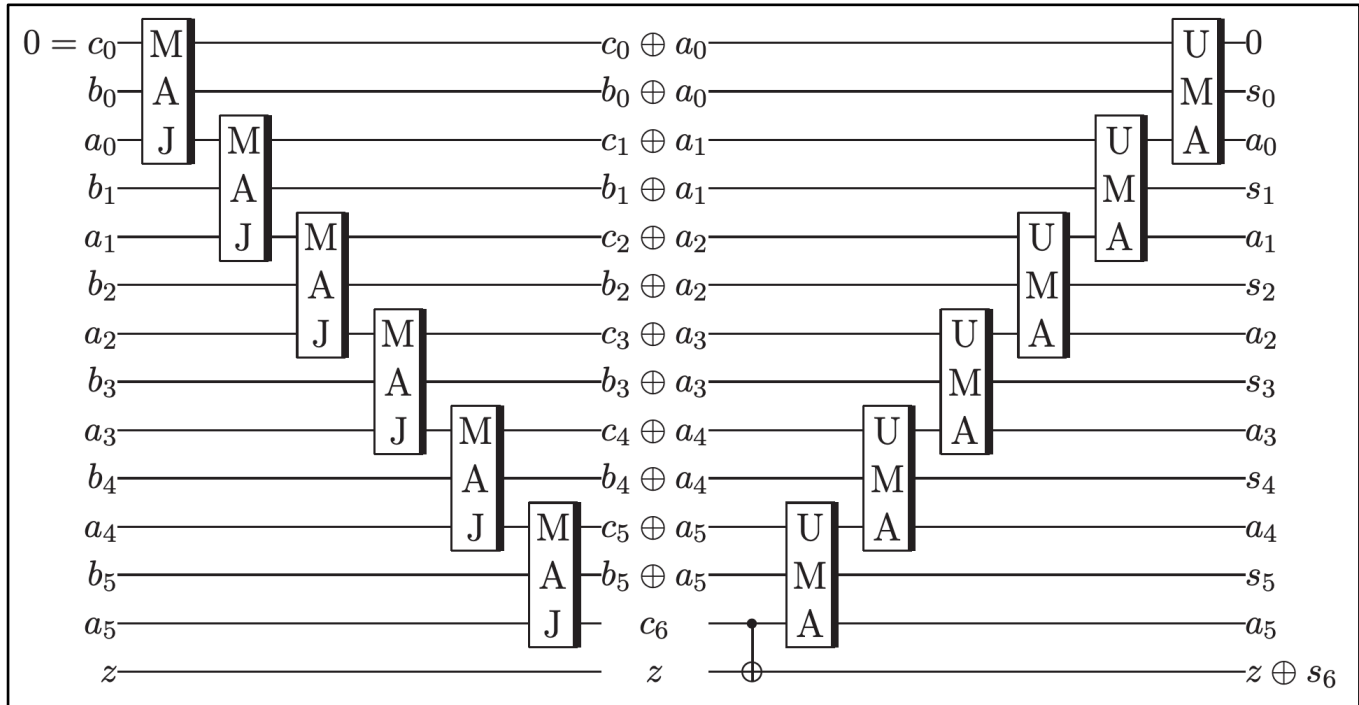 0 = c₀ M c₀ ⊕ a₀ U 0
b₀ A b₀ ⊕ a₀ M s₀
a₀ J M c₁ ⊕ a₁ U A a₀
b₁ A b₁ ⊕ a₁ M s₁
a₁ J M c₂ ⊕ a₂ U A a₁
b₂ A b₂ ⊕ a₂ M s₂
a₂ J M c₃ ⊕ a₃ U A a₂
b₃ A b₃ ⊕ a₃ M s₃
a₃ J M c₄ ⊕ a₄ U A a₃
b₄ A b₄ ⊕ a₄ M s₄
a₄ J M c₅ ⊕ a₅ U A a₄
b₅ A b₅ ⊕ a₅ M s₅
a₅ J c₆ A a₅
z z z ⊕ s₆